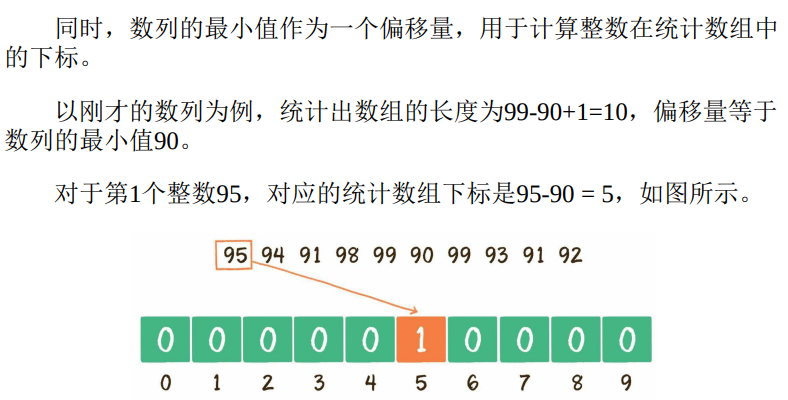 同时，数列的最小值作为一个偏移量，用于计算整数在统计数组中
的下标。
以刚才的数列为例，统计出数组的长度为99-90+1=10，偏移量等于
数列的最小值90。
对于第1个整数95，对应的统计数组下标是95-90 = 5，如图所示。
95 94 91 98 99 90 99 93 91 92
0 0 0 0 0 1 0 0 0 0
0 1 2 3 4 5 6 7 8 9